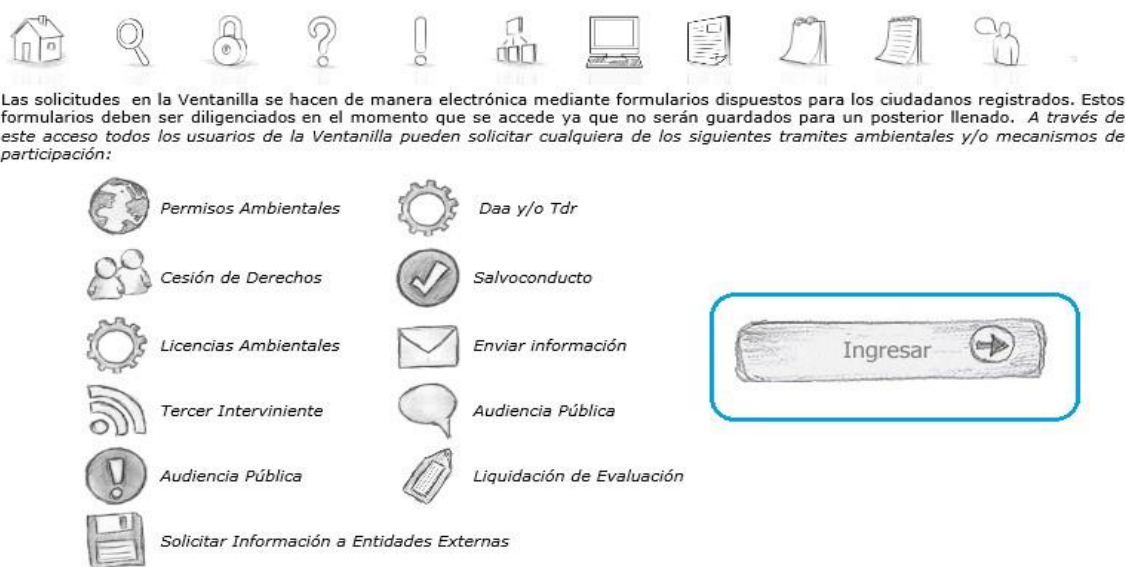 Las solicitudes en la Ventanilla se hacen de manera electrónica mediante formularios dispuestos para los ciudadanos registrados. Estos
formularios deben ser diligenciados en el momento que se accede ya que no serán guardados para un posterior llenado. A través de
este acceso todos los usuarios de la Ventanilla pueden solicitar cualquiera de los siguientes tramites ambientales y/o mecanismos de
participación:
Permisos Ambientales
Daa y/o Tdr
Cesión de Derechos
Salvoconducto
Licencias Ambientales
Enviar información
Ingresar
Tercer Interviniente
Audiencia Pública
Audiencia Pública
Liquidación de Evaluación
Solicitar Información a Entidades Externas